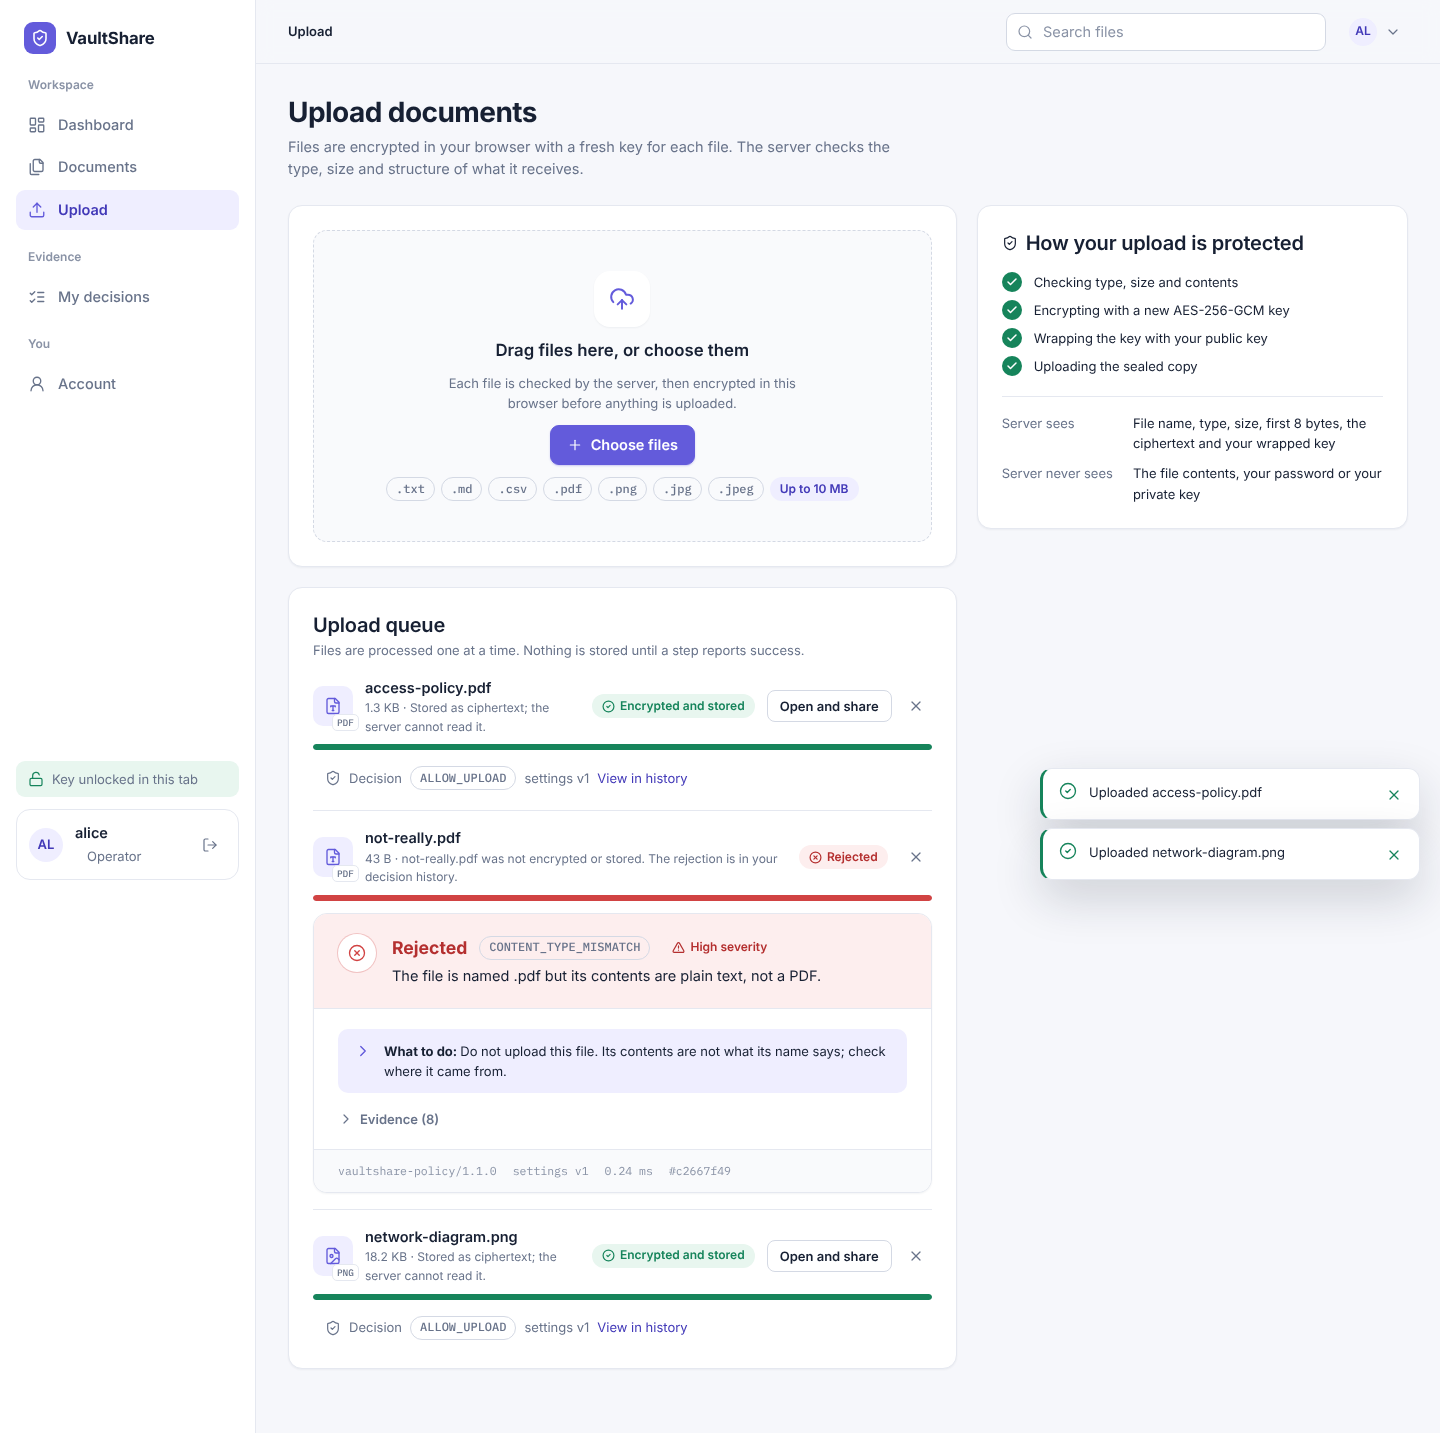 VaultShare
Workspace
Dashboard
Documents
Upload
Evidence
My decisions
You
Account
Key unlocked in this tab
AL
alice
Operator
Upload
Search files
AL
Upload documents
Files are encrypted in your browser with a fresh key for each file. The server checks the
type, size and structure of what it receives.
Drag files here, or choose them
Each file is checked by the server, then encrypted in this
browser before anything is uploaded.
Choose files
.txt .md .csv .pdf .png .jpg .jpeg Up to 10 MB
How your upload is protected
Checking type, size and contents
Encrypting with a new AES-256-GCM key
Wrapping the key with your public key
Uploading the sealed copy
Server sees File name, type, size, first 8 bytes, the
ciphertext and your wrapped key
Server never sees The file contents, your password or your
private key
Upload queue
Files are processed one at a time. Nothing is stored until a step reports success.
PDF
access-policy.pdf
1.3 KB · Stored as ciphertext; the
server cannot read it.
Encrypted and stored
Open and share
Decision ALLOW_UPLOAD settings v1 View in history
PDF
not-really.pdf
43 B · not-really.pdf was not encrypted or stored. The rejection is in your
decision history.
Rejected
Rejected CONTENT_TYPE_MISMATCH High severity
The file is named .pdf but its contents are plain text, not a PDF.
What to do: Do not upload this file. Its contents are not what its name says; check
where it came from.
Evidence (8)
vaultshare-policy/1.1.0 settings v1 0.24 ms #c2667f49
PNG
network-diagram.png
18.2 KB · Stored as ciphertext; the
server cannot read it.
Encrypted and stored
Open and share
Decision ALLOW_UPLOAD settings v1 View in history
Uploaded access-policy.pdf
Uploaded network-diagram.png